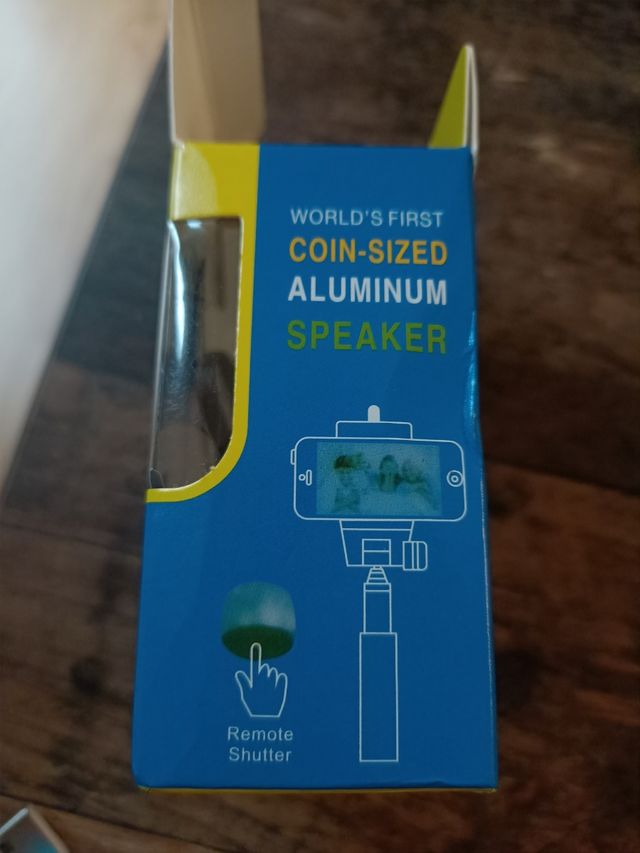 WORLD'S FIRST
COIN-SIZED
ALUMINUM
SPEAKER
Remote
Shutter